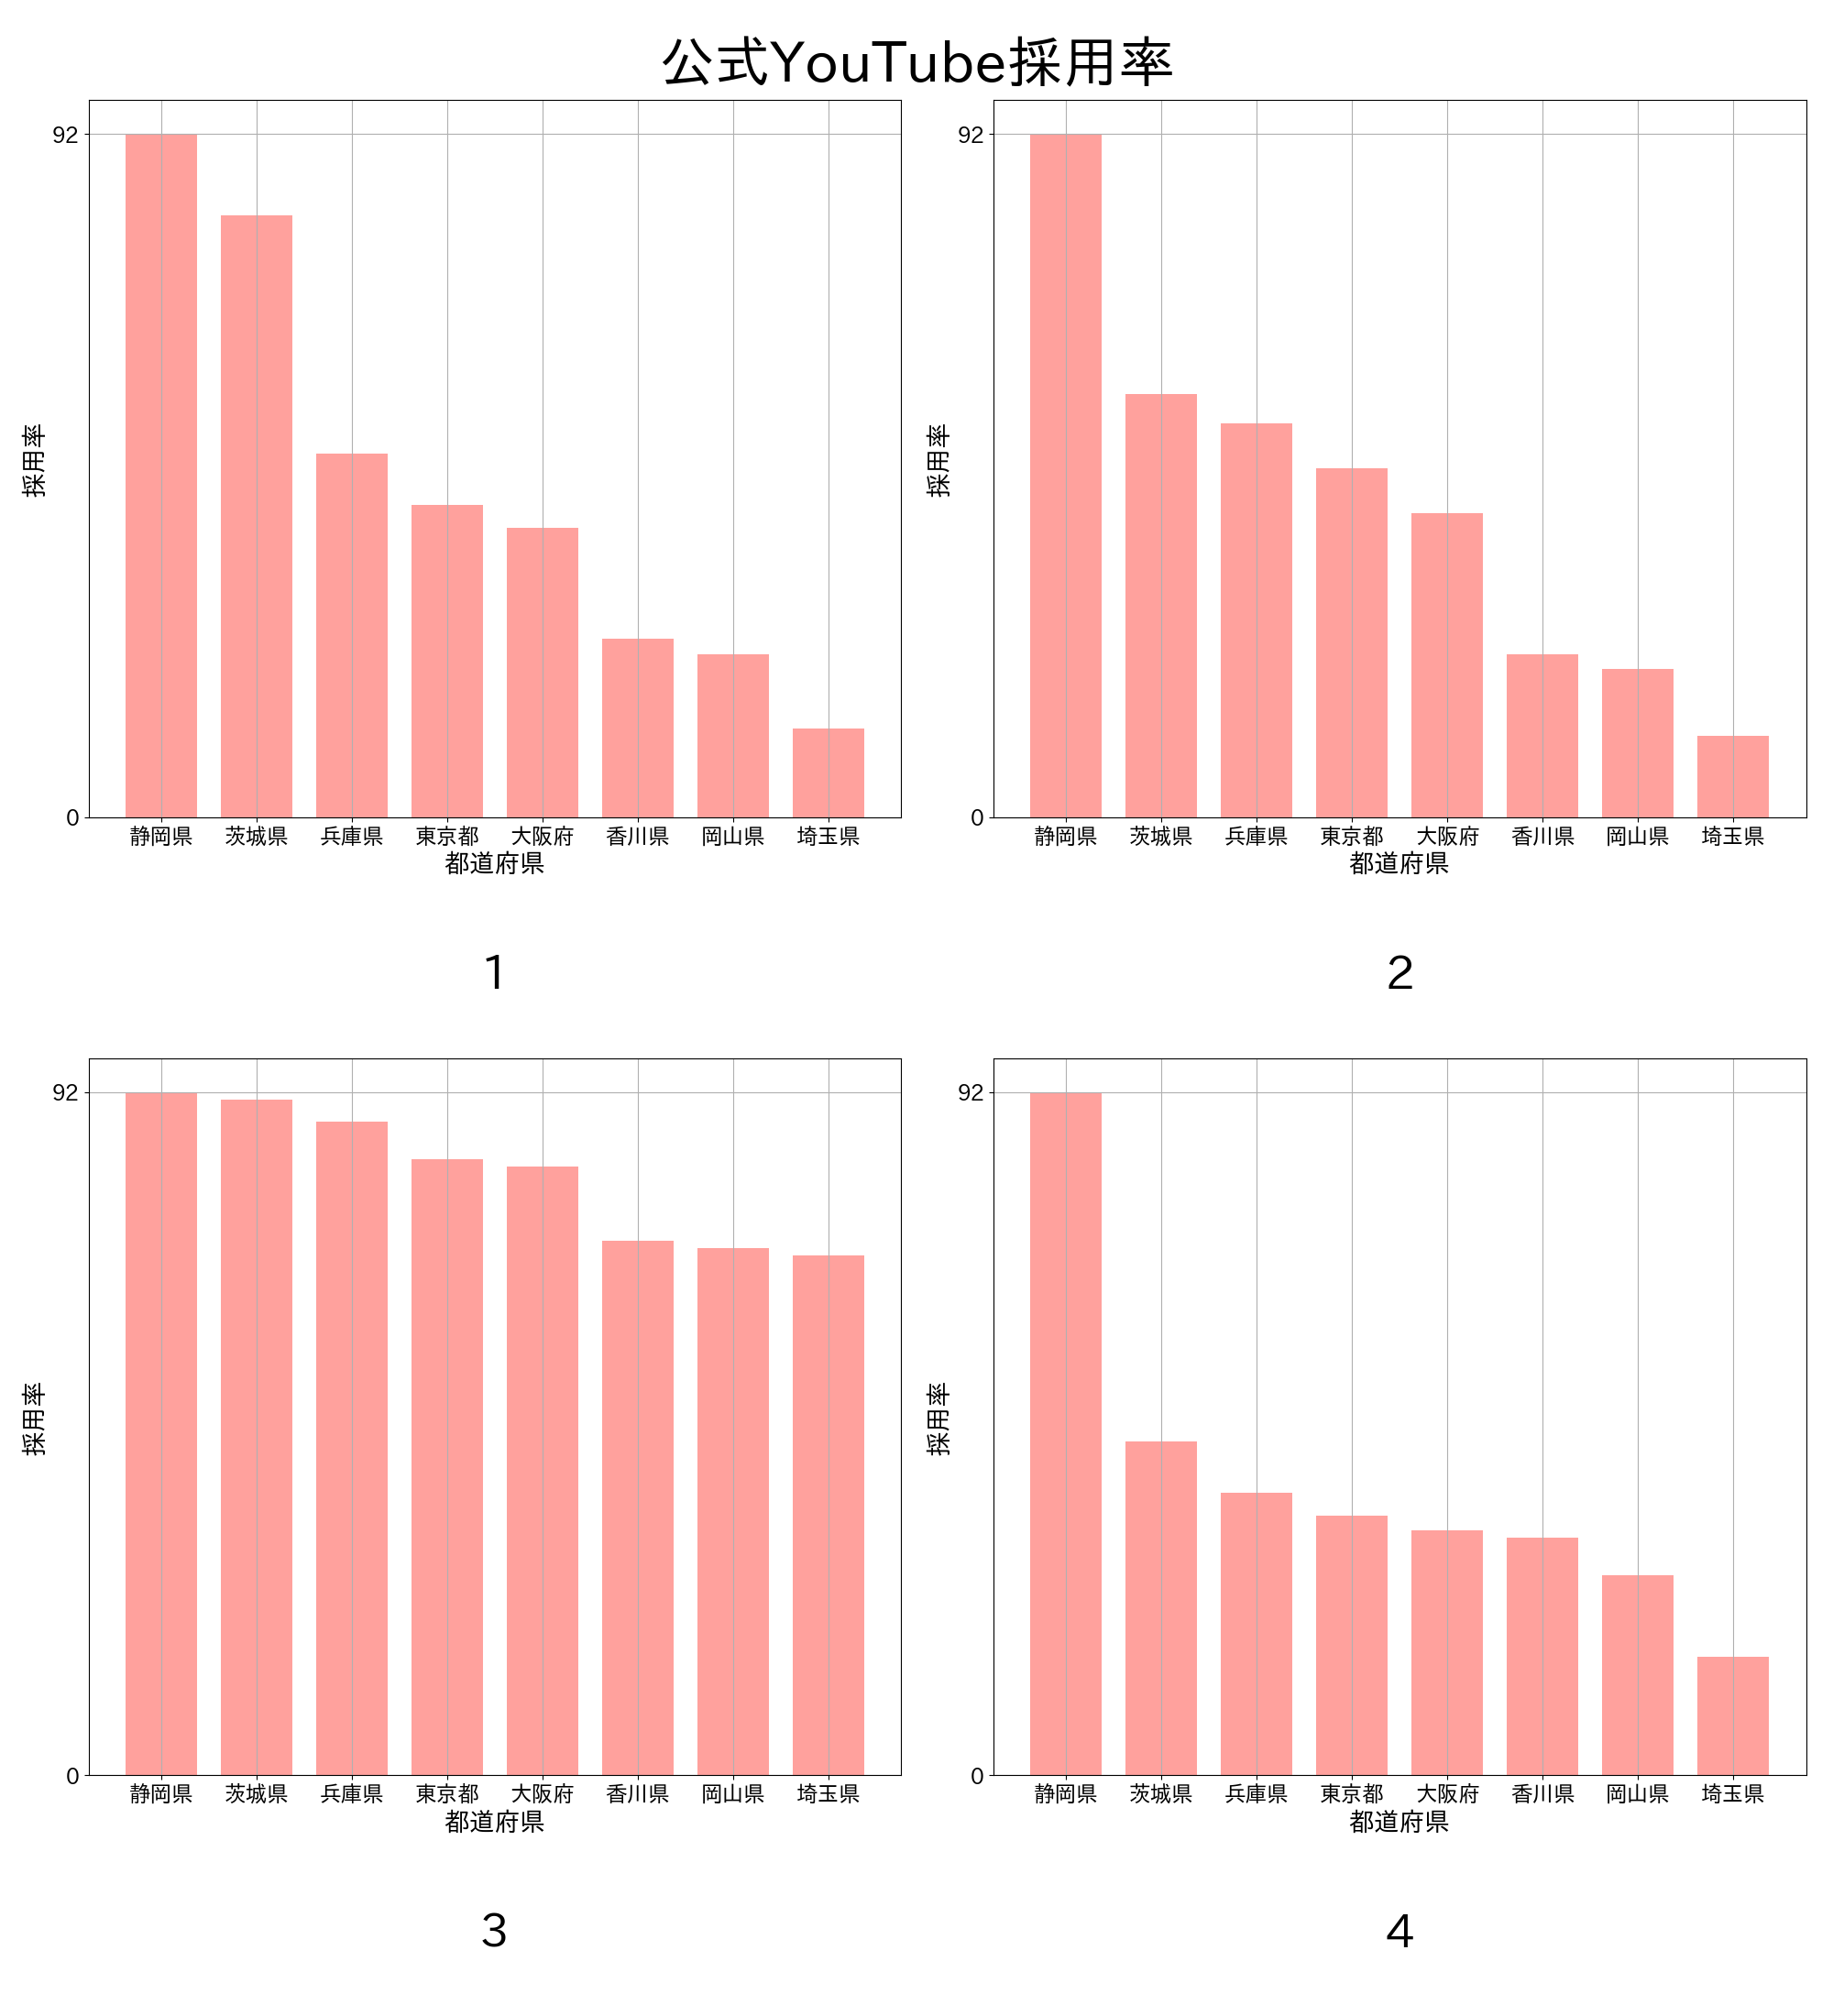 公式YouTube採用率
92
0
採用率
静岡県 茨城県 兵庫県 東京都 大阪府 香川県 岡山県 埼玉県
都道府県
1
92
0
採用率
静岡県 茨城県 兵庫県 東京都 大阪府 香川県 岡山県 埼玉県
都道府県
2
92
0
採用率
静岡県 茨城県 兵庫県 東京都 大阪府 香川県 岡山県 埼玉県
都道府県
3
92
0
採用率
静岡県 茨城県 兵庫県 東京都 大阪府 香川県 岡山県 埼玉県
都道府県
4